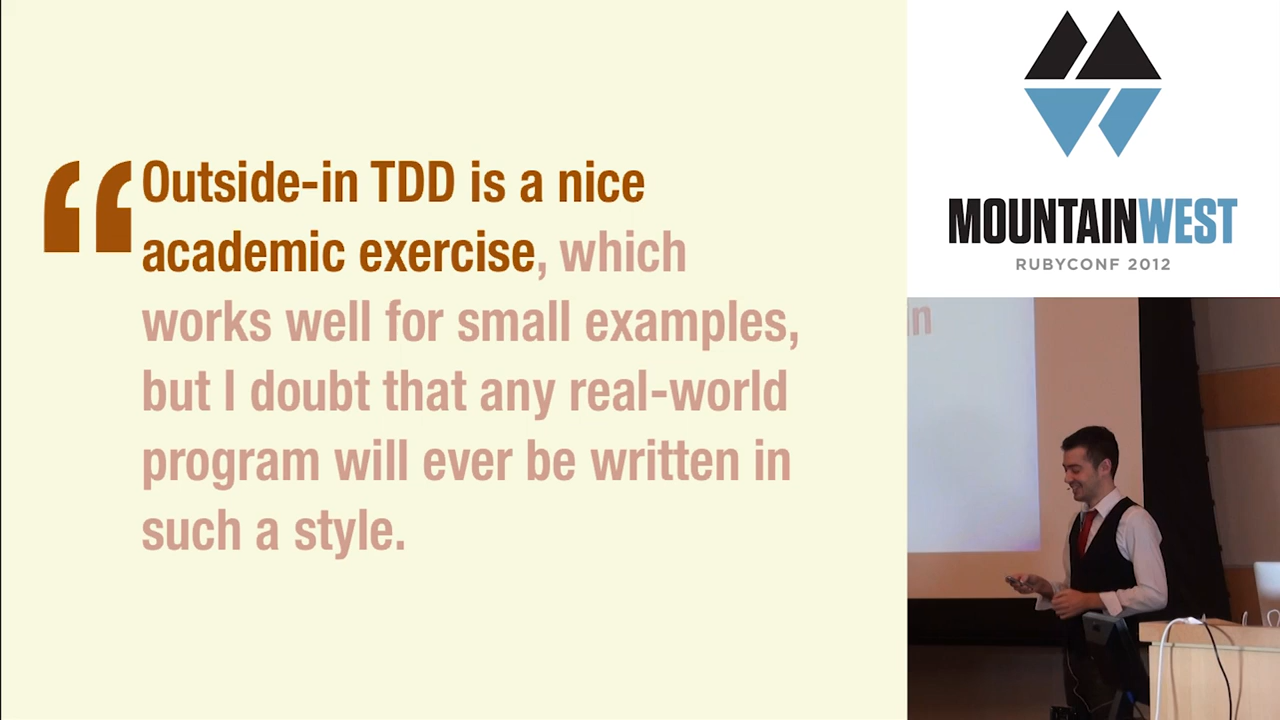 “Outside-in TDD is a nice
academic exercise, which
works well for small examples,
but I doubt that any real-world
program will ever be written in
such a style.
MOUNTAINWEST
RUBYCONF 2012
n